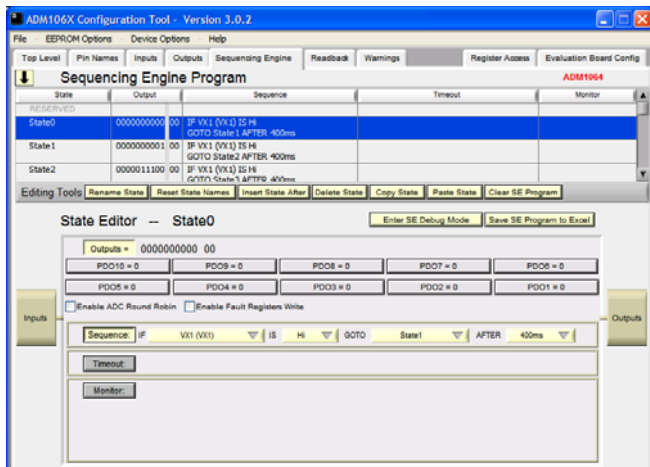 ADM106X Configuration Tool - Version 3.0.2
File EEPROM Options Device Options Help
Top Level Pin Names Inputs Outputs Sequencing Engine Readback Warnings Register Access Evaluation Board Config
Sequencing Engine Program ADM1064
State Output Sequence Timeout Monitor
RESERVED
State0 0000000000 00 IF VX1 (VX1) IS Hi
GOTO State1 AFTER 400ms
State1 0000000001 00 IF VX1 (VX1) IS Hi
GOTO State2 AFTER 400ms
State2 0000011100 00 IF VX1 (VX1) IS Hi
GOTO State3 AFTER 400ms
Editing Tools Rename State Reset State Names Insert State After Delete State Copy State Paste State Clear SE Program
State Editor -- State0 Enter SE Debug Mode Save SE Program to Excel
Outputs = 0000000000 00
PDO10 = 0 PDO9 = 0 PDO8 = 0 PDO7 = 0 PDO6 = 0
PDO5 = 0 PDO4 = 0 PDO3 = 0 PDO2 = 0 PDO1 = 0
Enable ADC Round Robin Enable Fault Registers Write
Inputs Outputs
Sequence: IF VX1 (VX1) IS Hi GOTO State1 AFTER 400ms
Timeout:
Monitor: